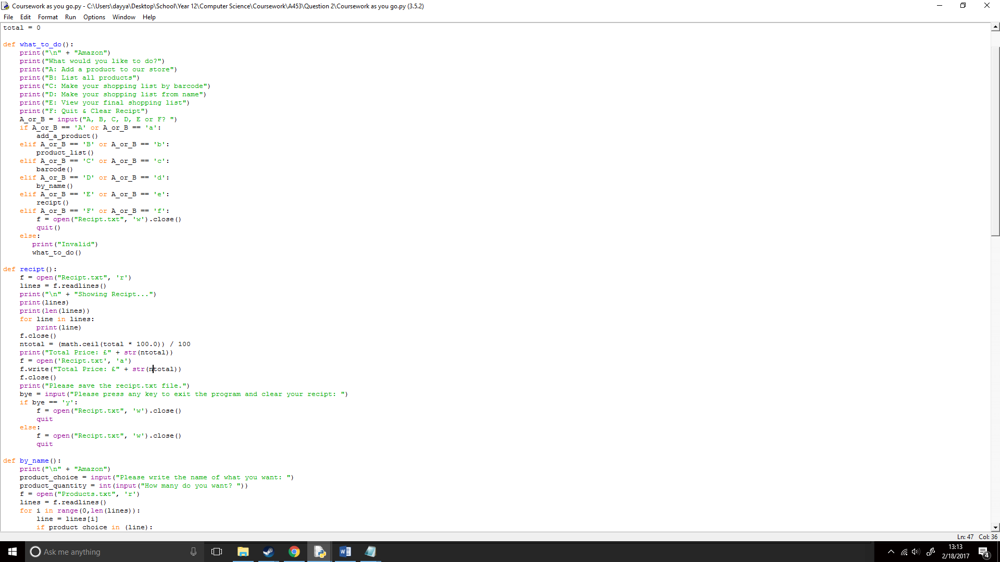 Coursework as you go.py - C:\Users\dayya\Desktop\School\Year 12\Computer Science\Coursework\A453\Question 2\Coursework as you go.py (3.5.2)
File Edit Format Run Options Window Help
total = 0
def what_to_do():
    print("\n" + "Amazon")
    print("What would you like to do?")
    print("A: Add a product to our store")
    print("B: List all products")
    print("C: Make your shopping list by barcode")
    print("D: Make your shopping list from name")
    print("E: View your final shopping list")
    print("F: Quit & Clear Recipt")
    A_or_B = input("A, B, C, D, E or F? ")
    if A_or_B == 'A' or A_or_B == 'a':
        add_a_product()
    elif A_or_B == 'B' or A_or_B == 'b':
        product_list()
    elif A_or_B == 'C' or A_or_B == 'c':
        barcode()
    elif A_or_B == 'D' or A_or_B == 'd':
        by_name()
    elif A_or_B == 'E' or A_or_B == 'e':
        recipt()
    elif A_or_B == 'F' or A_or_B == 'f':
        f = open("Recipt.txt", 'w').close()
        quit()
    else:
       print("Invalid")
       what_to_do()
def recipt():
    f = open("Recipt.txt", 'r')
    lines = f.readlines()
    print("\n" + "Showing Recipt...")
    print(lines)
    print(len(lines))
    for line in lines:
        print(line)
    f.close()
    ntotal = (math.ceil(total * 100.0)) / 100
    print("Total Price: £" + str(ntotal))
    f = open('Recipt.txt', 'a')
    f.write("Total Price: £" + str(ntotal))
    f.close()
    print("Please save the recipt.txt file.")
    bye = input("Please press any key to exit the program and clear your recipt: ")
    if bye == 'y':
        f = open("Recipt.txt", 'w').close()
        quit
    else:
        f = open("Recipt.txt", 'w').close()
        quit
def by_name():
    print("\n" + "Amazon")
    product_choice = input("Please write the name of what you want: ")
    product_quantity = int(input("How many do you want? "))
    f = open("Products.txt", 'r')
    lines = f.readlines()
    for i in range(0,len(lines)):
        line = lines[i]
        if product_choice in (line):
Ln: 47 Col: 36
Ask me anything
13:13
2/18/2017
4